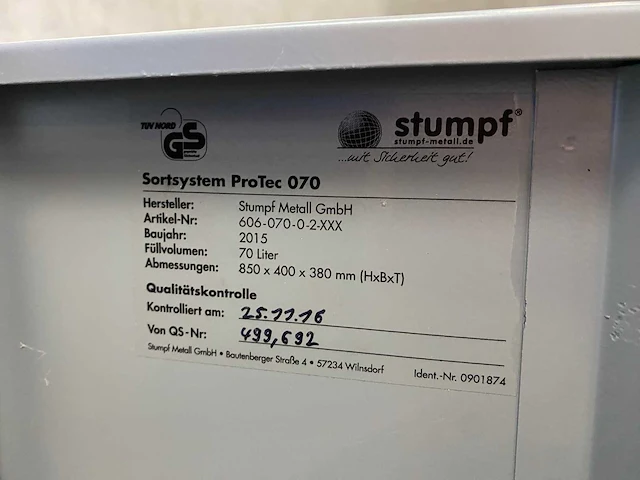 TÜV NORD
GS
stumpf®
stumpf-metall.de
...mit Sicherheit gut!
Sortsystem ProTec 070
Hersteller: Stumpf Metall GmbH
Artikel-Nr: 606-070-0-2-XXX
Baujahr: 2015
Füllvolumen: 70 Liter
Abmessungen: 850 x 400 x 380 mm (HxBxT)
Qualitätskontrolle
Kontrolliert am: 25.11.16
Von QS-Nr: 499,692
Stumpf Metall GmbH • Bautenberger Straße 4 • 57234 Wilnsdorf Ident.-Nr. 0901874